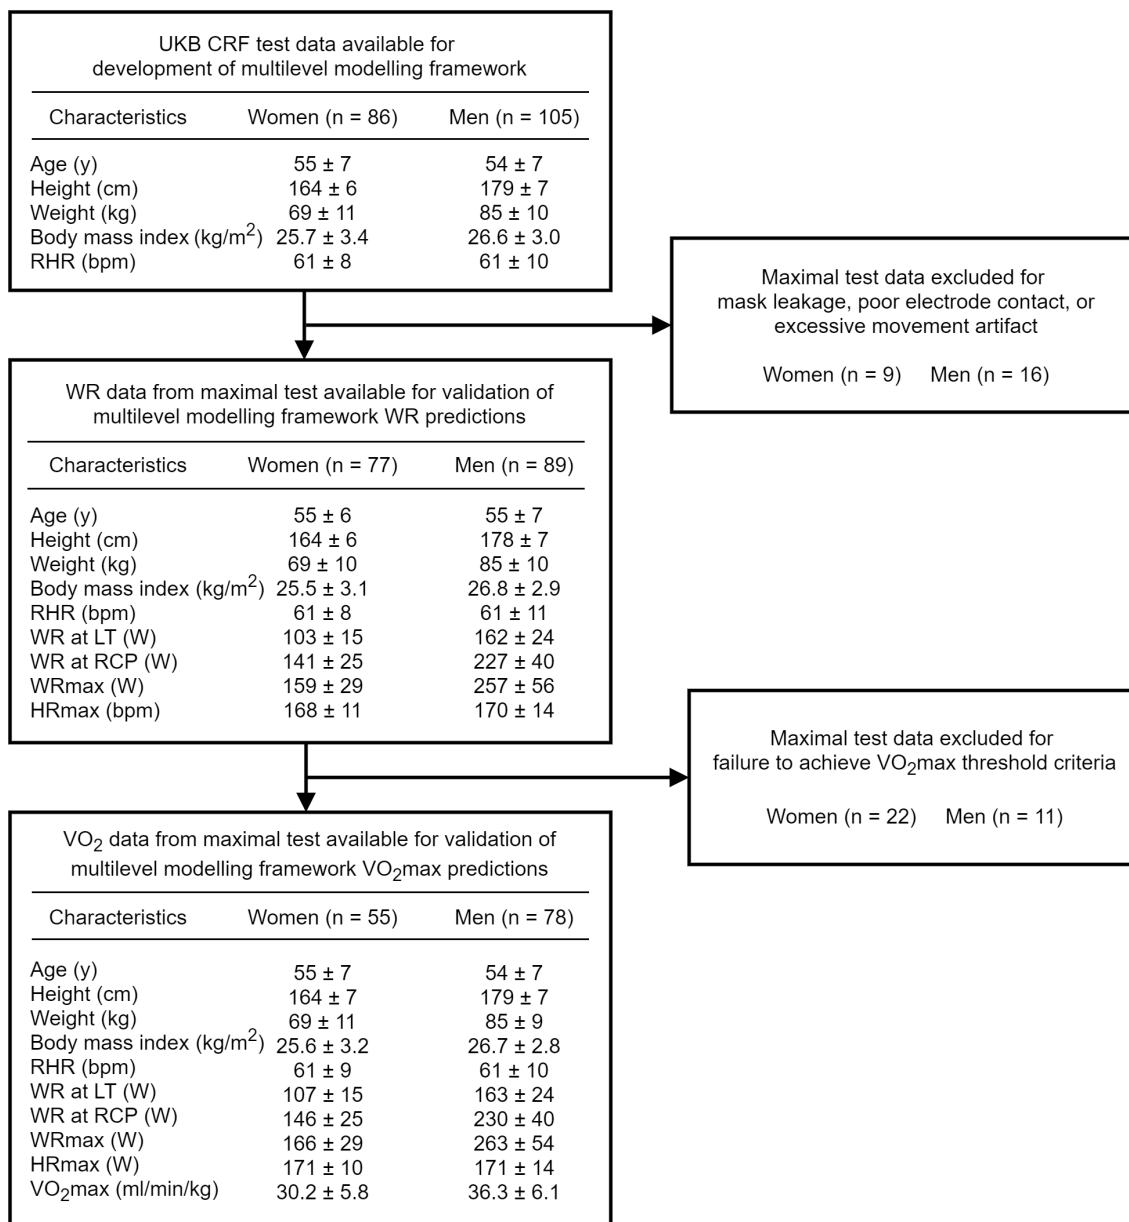 UKB CRF test data available for
development of multilevel modelling framework
Characteristics Women (n = 86) Men (n = 105)
Age (y) 55 ± 7 54 ± 7
Height (cm) 164 ± 6 179 ± 7
Weight (kg) 69 ± 11 85 ± 10
Body mass index (kg/m²) 25.7 ± 3.4 26.6 ± 3.0
RHR (bpm) 61 ± 8 61 ± 10
Maximal test data excluded for
mask leakage, poor electrode contact, or
excessive movement artifact
Women (n = 9) Men (n = 16)
WR data from maximal test available for validation of
multilevel modelling framework WR predictions
Characteristics Women (n = 77) Men (n = 89)
Age (y) 55 ± 6 55 ± 7
Height (cm) 164 ± 6 178 ± 7
Weight (kg) 69 ± 10 85 ± 10
Body mass index (kg/m²) 25.5 ± 3.1 26.8 ± 2.9
RHR (bpm) 61 ± 8 61 ± 11
WR at LT (W) 103 ± 15 162 ± 24
WR at RCP (W) 141 ± 25 227 ± 40
WRmax (W) 159 ± 29 257 ± 56
HRmax (bpm) 168 ± 11 170 ± 14
Maximal test data excluded for
failure to achieve VO₂max threshold criteria
Women (n = 22) Men (n = 11)
VO₂ data from maximal test available for validation of
multilevel modelling framework VO₂max predictions
Characteristics Women (n = 55) Men (n = 78)
Age (y) 55 ± 7 54 ± 7
Height (cm) 164 ± 7 179 ± 7
Weight (kg) 69 ± 11 85 ± 9
Body mass index (kg/m²) 25.6 ± 3.2 26.7 ± 2.8
RHR (bpm) 61 ± 9 61 ± 10
WR at LT (W) 107 ± 15 163 ± 24
WR at RCP (W) 146 ± 25 230 ± 40
WRmax (W) 166 ± 29 263 ± 54
HRmax (W) 171 ± 10 171 ± 14
VO₂max (ml/min/kg) 30.2 ± 5.8 36.3 ± 6.1